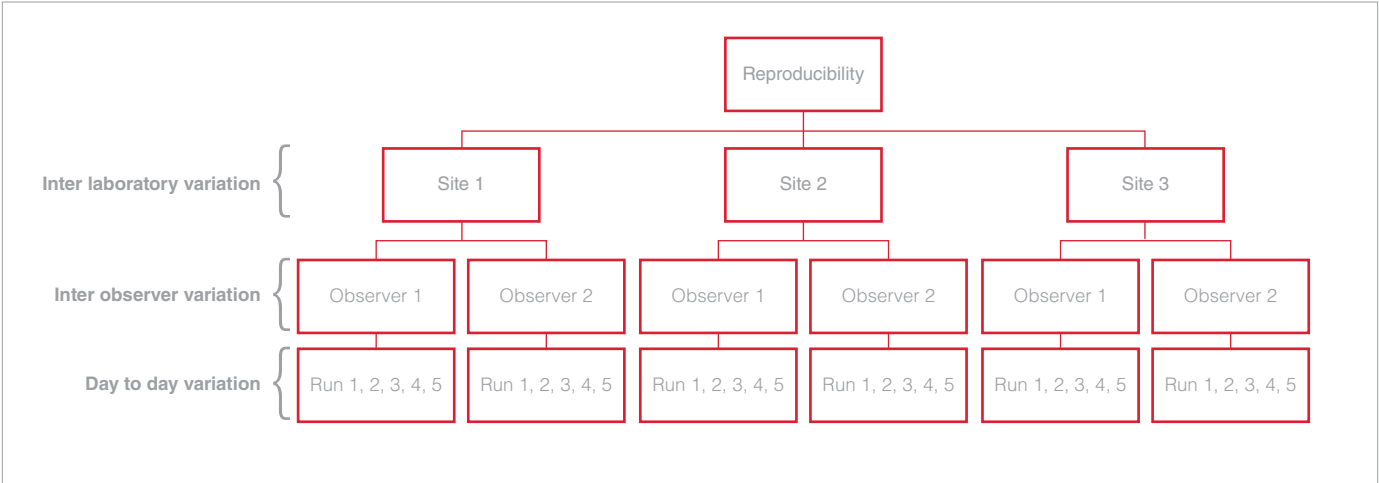 Reproducibility
Inter laboratory variation
Site 1
Site 2
Site 3
Inter observer variation
Observer 1
Observer 2
Observer 1
Observer 2
Observer 1
Observer 2
Day to day variation
Run 1, 2, 3, 4, 5
Run 1, 2, 3, 4, 5
Run 1, 2, 3, 4, 5
Run 1, 2, 3, 4, 5
Run 1, 2, 3, 4, 5
Run 1, 2, 3, 4, 5